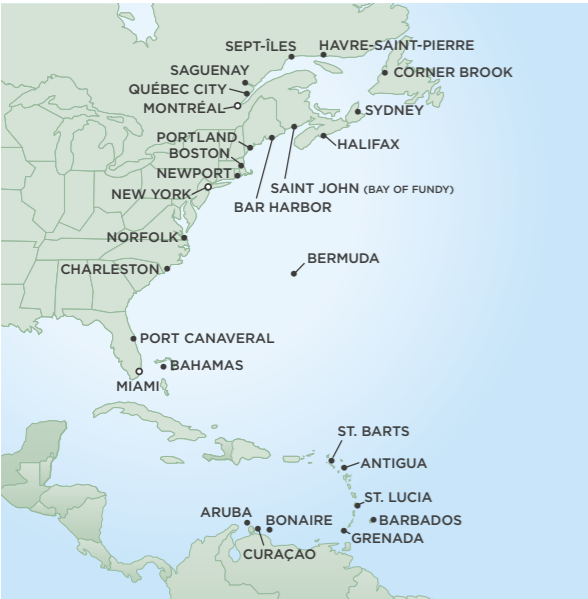 SEPT-ÎLES
HAVRE-SAINT-PIERRE
SAGUENAY
CORNER BROOK
QUÉBEC CITY
MONTRÉAL
SYDNEY
PORTLAND
HALIFAX
BOSTON
NEWPORT
SAINT JOHN (BAY OF FUNDY)
NEW YORK
BAR HARBOR
NORFOLK
BERMUDA
CHARLESTON
PORT CANAVERAL
BAHAMAS
MIAMI
ST. BARTS
ANTIGUA
ST. LUCIA
ARUBA
BONAIRE
BARBADOS
GRENADA
CURAÇAO